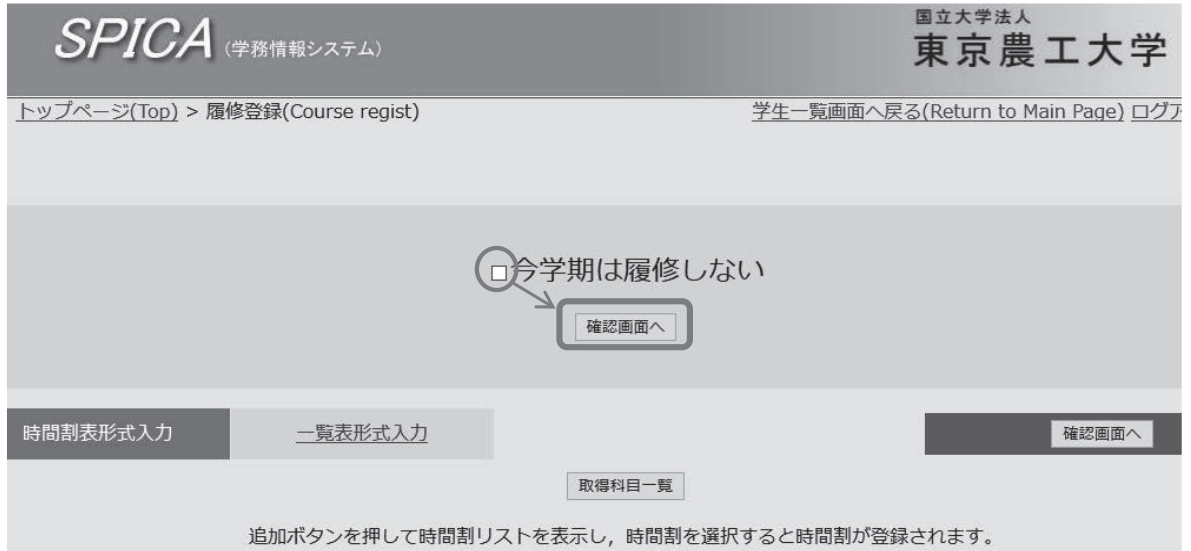 SPICA (学務情報システム)
国立大学法人
東京農工大学
トップページ(Top) > 履修登録(Course regist)
学生一覧画面へ戻る(Return to Main Page) ログア
今学期は履修しない
確認画面へ
時間割表形式入力
一覧表形式入力
確認画面へ
取得科目一覧
追加ボタンを押して時間割リストを表示し，時間割を選択すると時間割が登録されます。